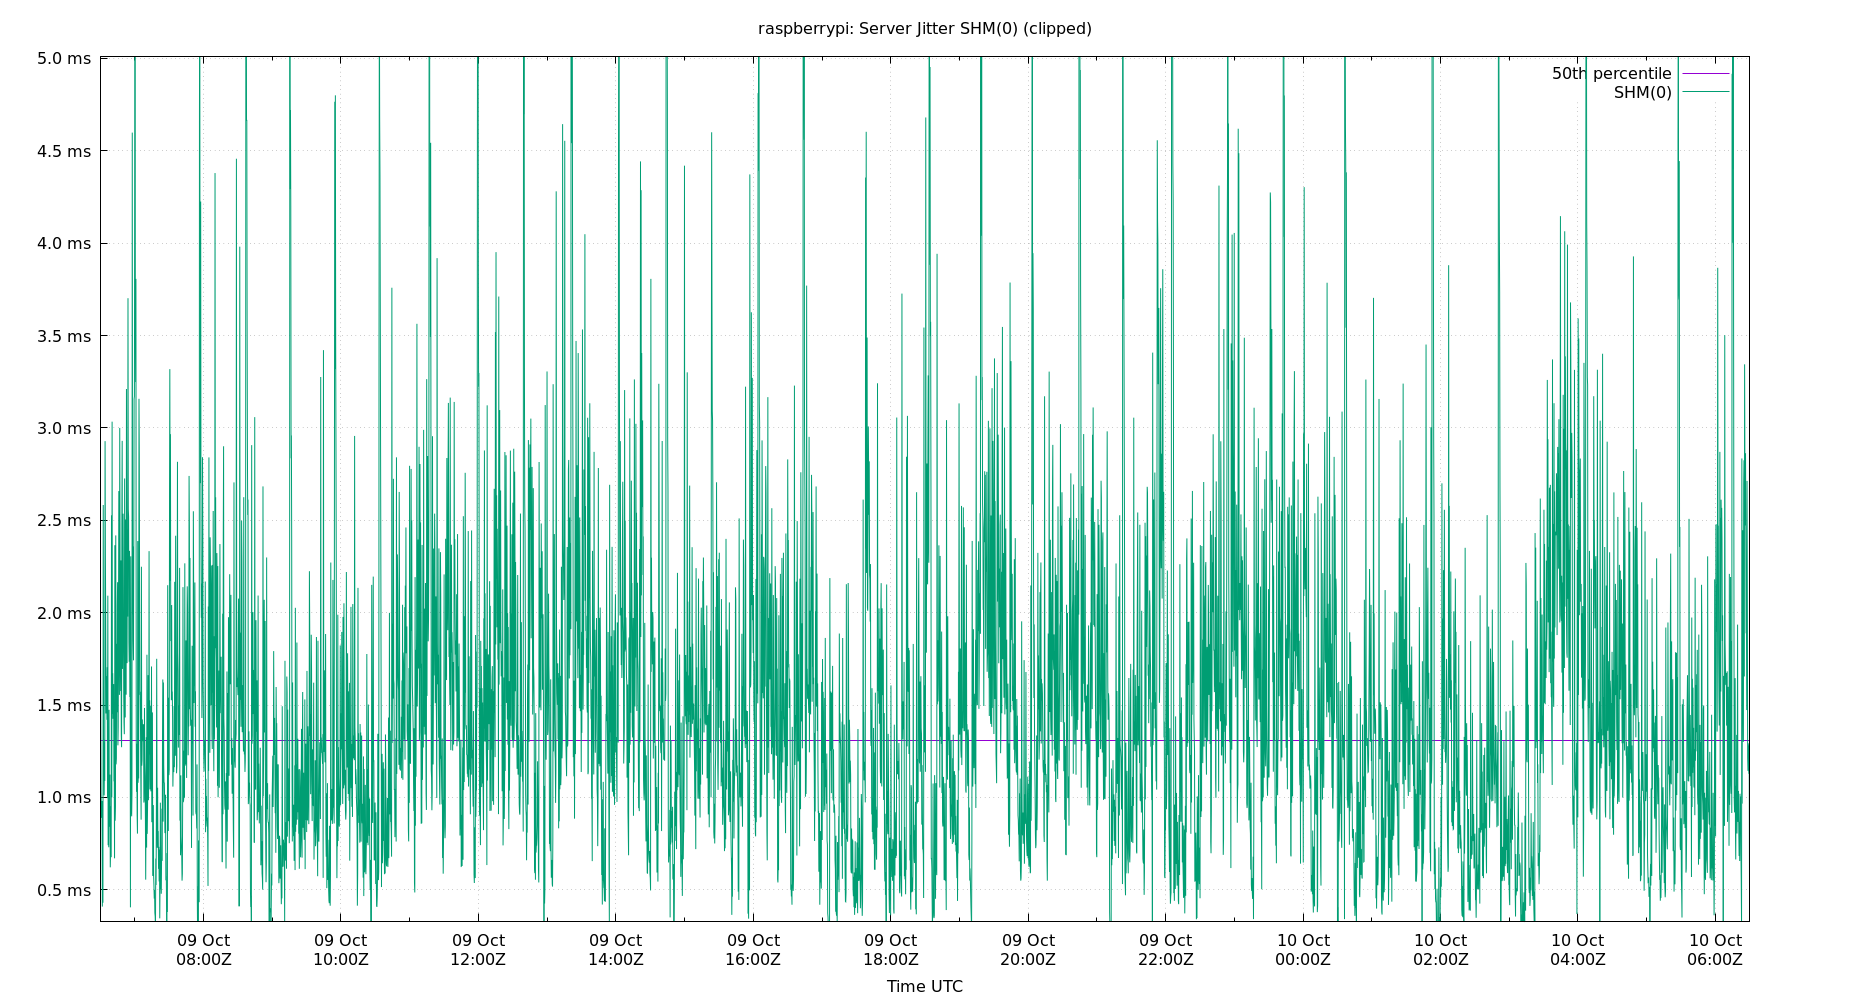 raspberrypi: Server Jitter SHM(0) (clipped)
5.0 ms
50th percentile
SHM(0)
4.5 ms
4.0 ms
3.5 ms
3.0 ms
2.5 ms
2.0 ms
1.5 ms
1.0 ms
0.5 ms
09 Oct 09 Oct 09 Oct 09 Oct 09 Oct 09 Oct 09 Oct 09 Oct 10 Oct 10 Oct 10 Oct 10 Oct
08:00Z 10:00Z 12:00Z 14:00Z 16:00Z 18:00Z 20:00Z 22:00Z 00:00Z 02:00Z 04:00Z 06:00Z
Time UTC